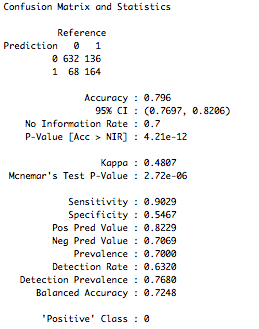 Confusion Matrix and Statistics
Reference
Prediction 0 1
0 632 136
1 68 164
Accuracy : 0.796
95% CI : (0.7697, 0.8206)
No Information Rate : 0.7
P-Value [Acc > NIR] : 4.21e-12
Kappa : 0.4807
Mcnemar's Test P-Value : 2.72e-06
Sensitivity : 0.9029
Specificity : 0.5467
Pos Pred Value : 0.8229
Neg Pred Value : 0.7069
Prevalence : 0.7000
Detection Rate : 0.6320
Detection Prevalence : 0.7680
Balanced Accuracy : 0.7248
'Positive' Class : 0